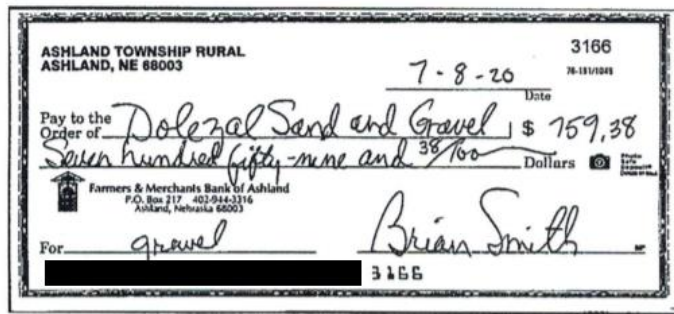 ASHLAND TOWNSHIP RURAL
ASHLAND, NE 68003
3166
76-151/1049
7-8-20
Date
Pay to the
Order of Dolezal Sand and Gravel $ 759.38
Seven hundred fifty-nine and 38/100 Dollars
Farmers & Merchants Bank of Ashland
P.O. Box 217 402-944-3316
Ashland, Nebraska 68003
For gravel Brian Smith MP
3166